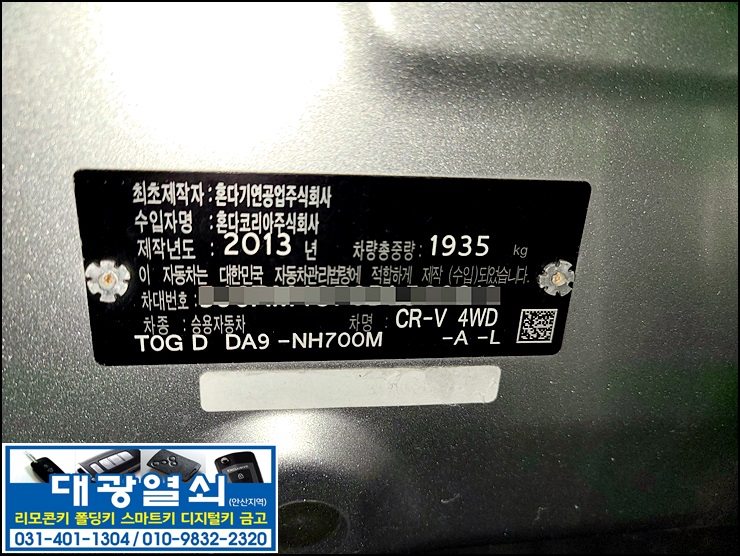 최초제작자 : 혼다기연공업주식회사
수입자명 : 혼다코리아주식회사
제작년도 : 2013 년 차량총중량 : 1935 kg
이 자동차는 대한민국 자동차관리법령에 적합하게 제작 (수입)되었습니다.
차대번호 :
차종 : 승용자동차 차명 : CR-V 4WD
TOG D DA9 -NH700M -A -L
대광열쇠 (안산지역)
리모콘키 폴딩키 스마트키 디지털키 금고
031-401-1304 / 010-9832-2320